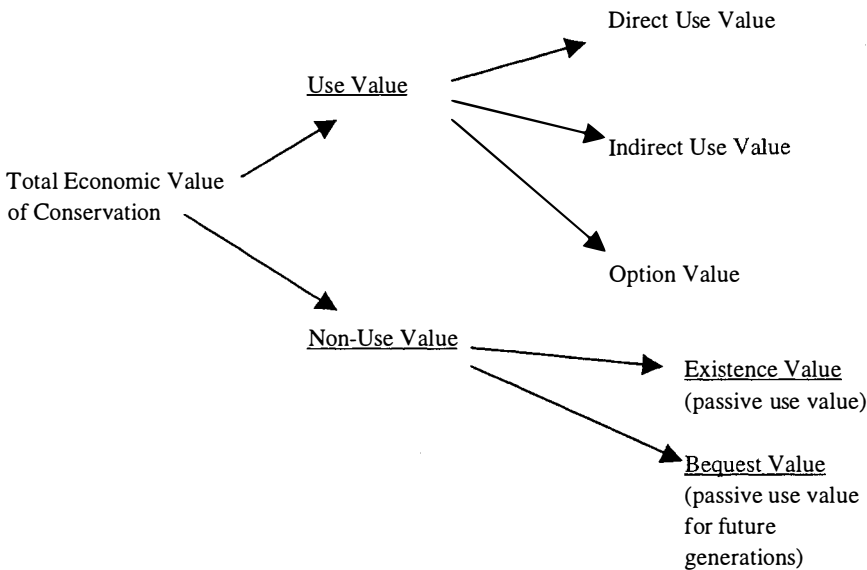 Direct Use Value
Use Value
Indirect Use Value
Total Economic Value
of Conservation
Option Value
Non-Use Value
Existence Value
(passive use value)
Bequest Value
(passive use value
for future
generations)